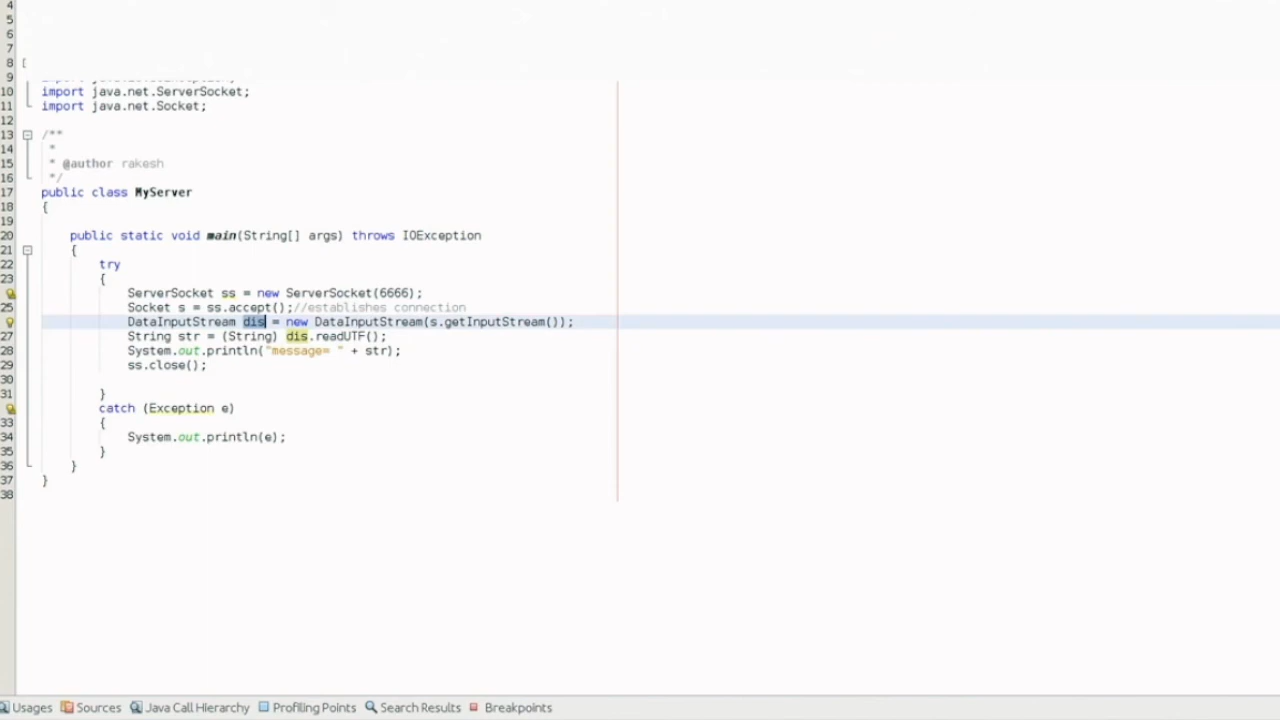 4
5
6
7
8
9
10 import java.net.ServerSocket;
11 import java.net.Socket;
12
13 /**
14 *
15 * @author rakesh
16 */
17 public class MyServer
18 {
19
20 public static void main(String[] args) throws IOException
21 {
22 try
23 {
ServerSocket ss = new ServerSocket(6666);
25 Socket s = ss.accept();//establishes connection
DataInputStream dis = new DataInputStream(s.getInputStream());
27 String str = (String) dis.readUTF();
28 System.out.println("message= " + str);
29 ss.close();
30
31 }
catch (Exception e)
33 {
34 System.out.println(e);
35 }
36 }
37 }
38
Usages Sources Java Call Hierarchy Profiling Points Search Results Breakpoints